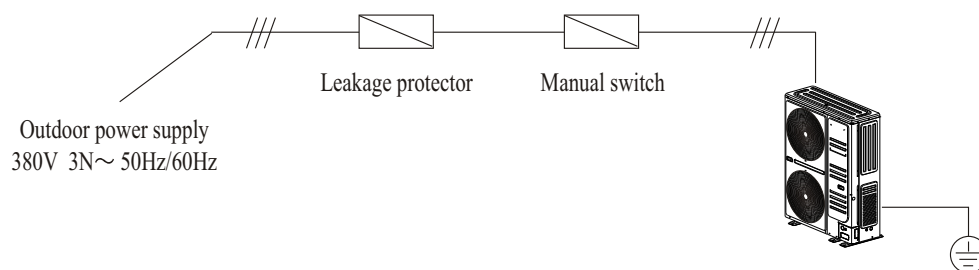 Leakage protector
Manual switch
Outdoor power supply
380V 3N～ 50Hz/60Hz